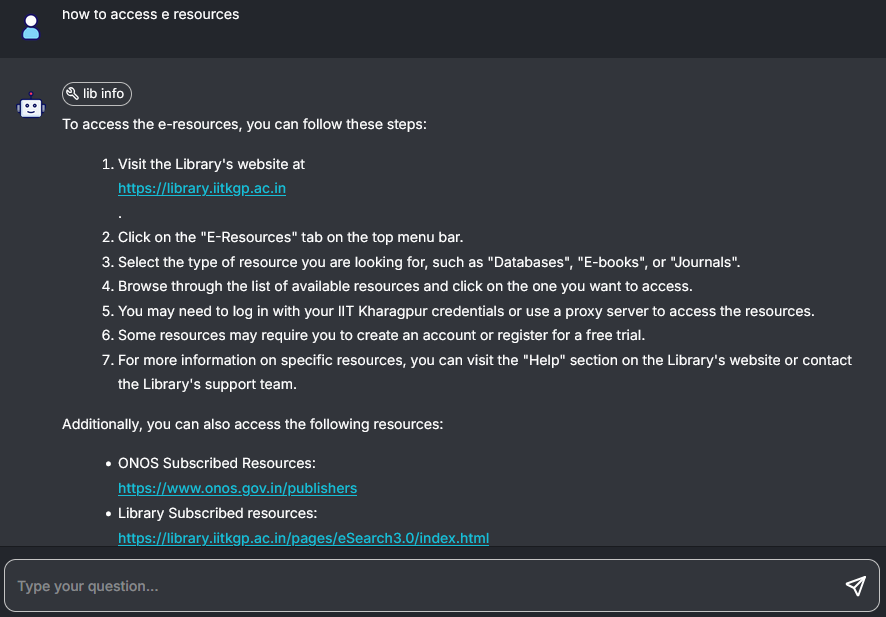 how to access e resources
lib info
To access the e-resources, you can follow these steps:
1. Visit the Library's website at
https://library.iitkgp.ac.in
.
2. Click on the "E-Resources" tab on the top menu bar.
3. Select the type of resource you are looking for, such as "Databases", "E-books", or "Journals".
4. Browse through the list of available resources and click on the one you want to access.
5. You may need to log in with your IIT Kharagpur credentials or use a proxy server to access the resources.
6. Some resources may require you to create an account or register for a free trial.
7. For more information on specific resources, you can visit the "Help" section on the Library's website or contact
the Library's support team.
Additionally, you can also access the following resources:
• ONOS Subscribed Resources:
https://www.onos.gov.in/publishers
• Library Subscribed resources:
https://library.iitkgp.ac.in/pages/eSearch3.0/index.html
Type your question...